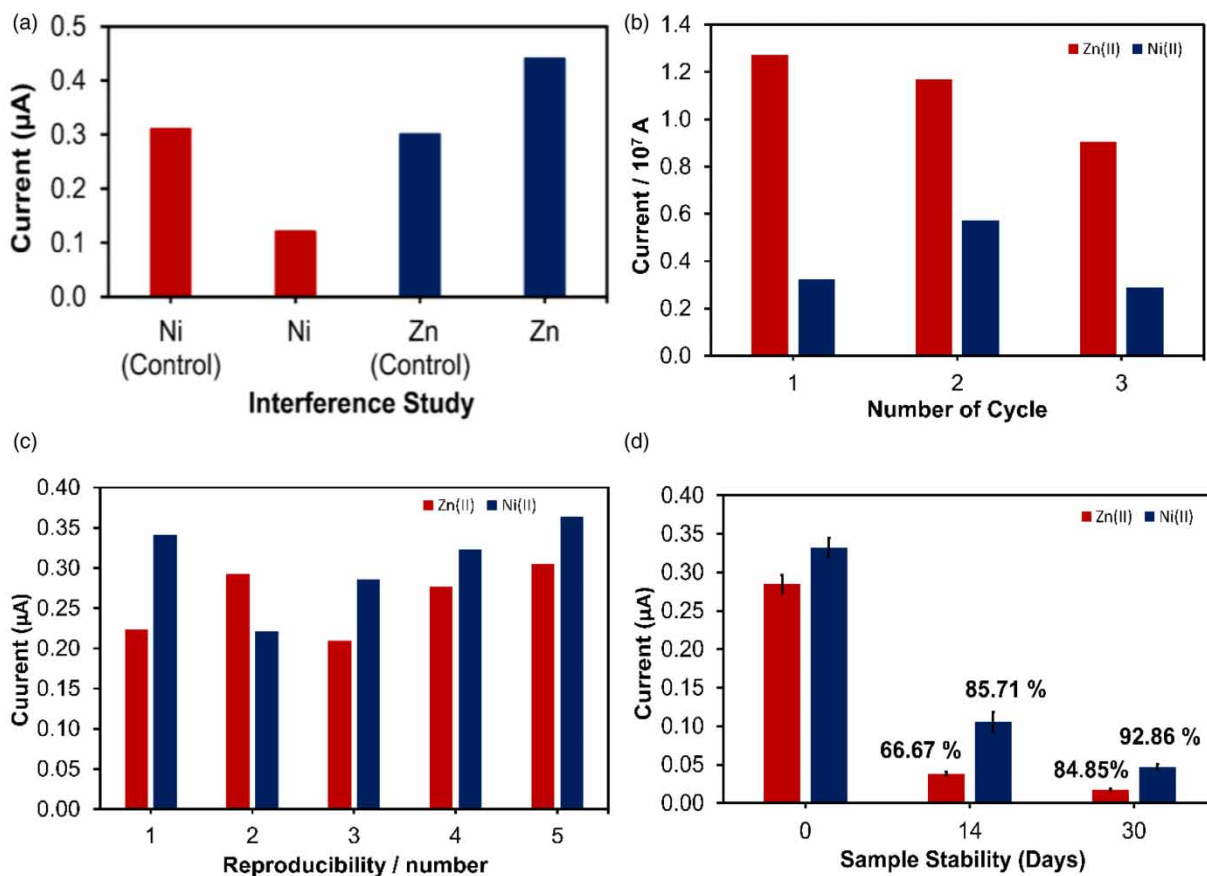 (a)
0.5
0.4
0.3
0.2
0.1
0.0
Current (µA)
Ni
(Control)
Ni
Zn
(Control)
Zn
Interference Study
(b)
Zn(II) Ni(II)
1.2
1.0
0.8
0.6
0.4
0.2
0.0
Current / 10⁷ A
1 2 3
Number of Cycle
(c)
Zn(II) Ni(II)
0.40
0.35
0.30
0.25
0.20
0.15
0.10
0.05
0.00
Cuurent (µA)
1 2 3 4 5
Reproducibility / number
(d)
Zn(II) Ni(II)
0.40
0.35
0.30
0.25
0.20
0.15
0.10
0.05
0.00
Current (µA)
85.71 %
66.67 %
92.86 %
84.85%
0 14 30
Sample Stability (Days)